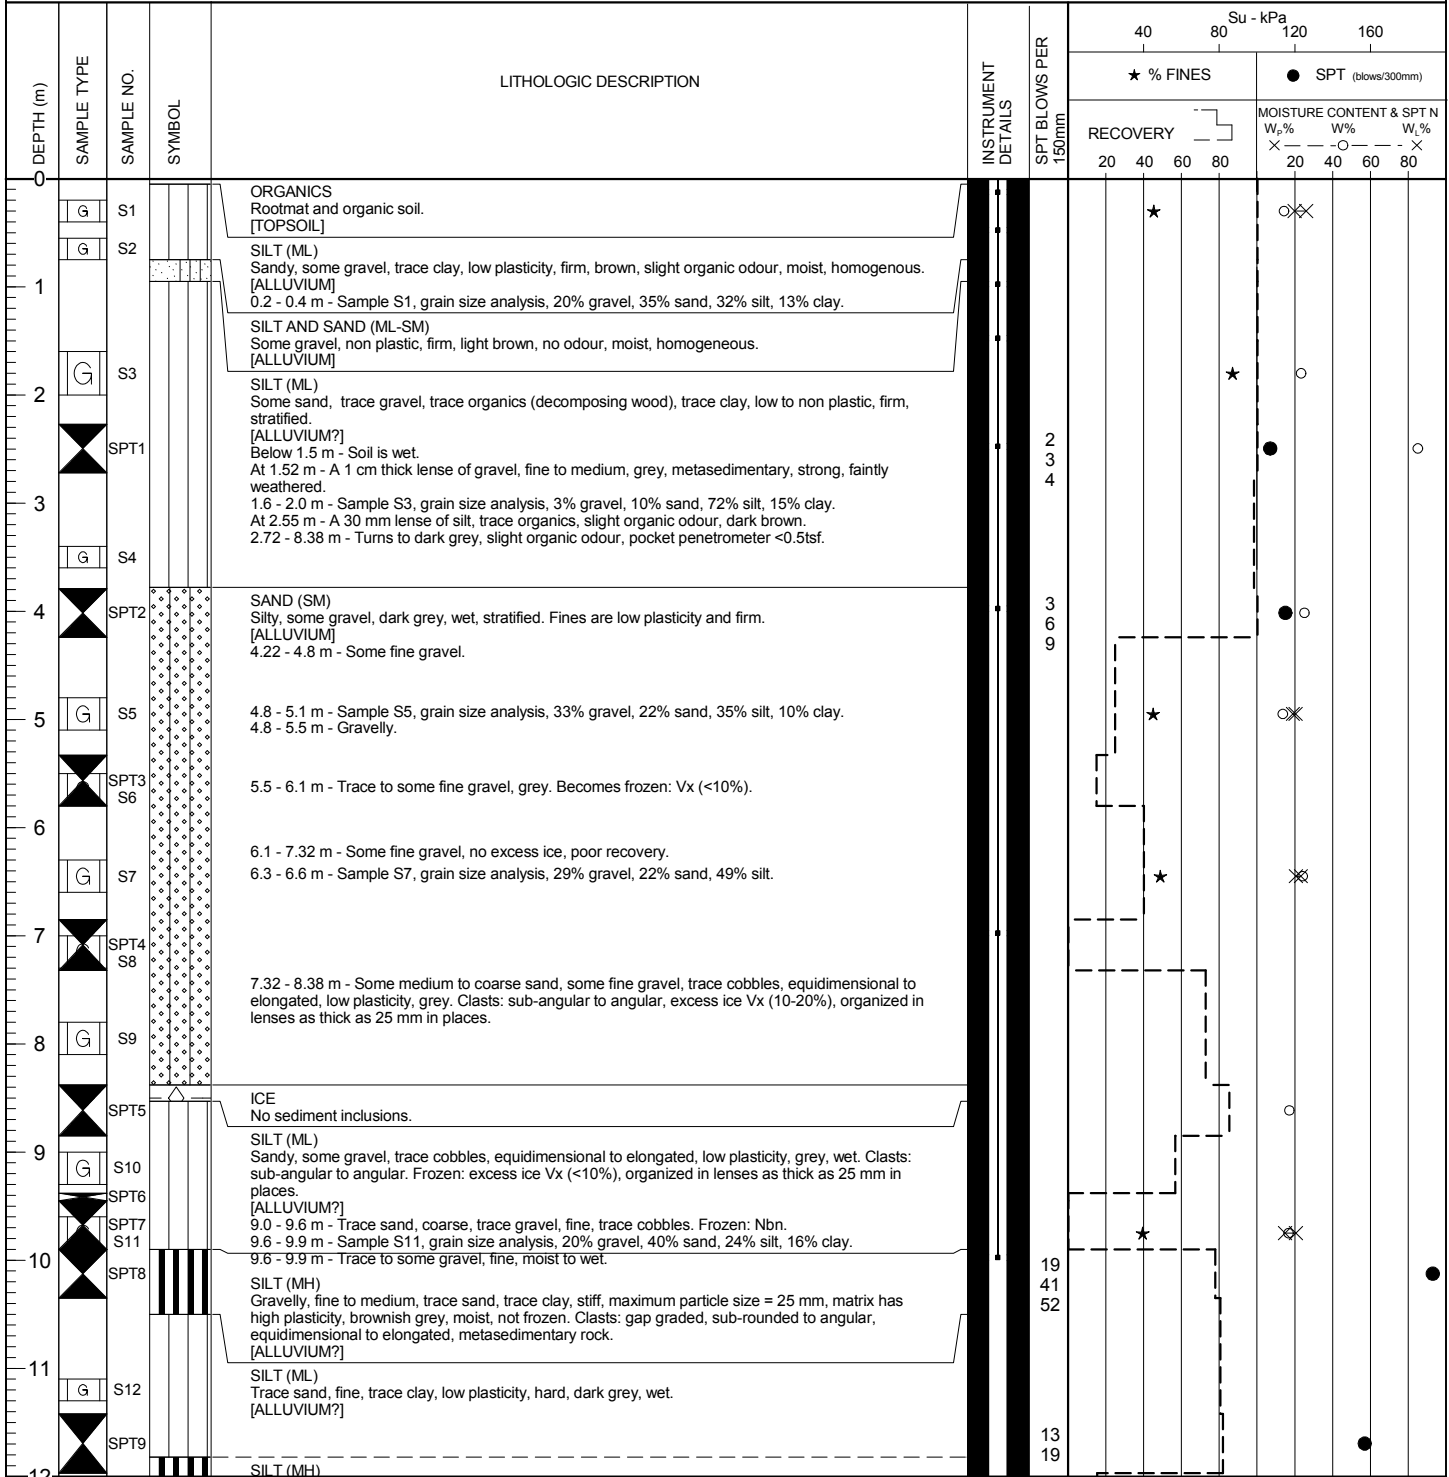 Su - kPa
40 80 120 160
DEPTH (m)
SAMPLE TYPE
SAMPLE NO.
SYMBOL
LITHOLOGIC DESCRIPTION
INSTRUMENT
DETAILS
SPT BLOWS PER
150mm
★ % FINES
● SPT (blows/300mm)
RECOVERY
MOISTURE CONTENT & SPT N
WP% W% WL%
20 40 60 80 20 40 60 80
0
ORGANICS
Rootmat and organic soil.
[TOPSOIL]
G S1
G S2
SILT (ML)
Sandy, some gravel, trace clay, low plasticity, firm, brown, slight organic odour, moist, homogenous.
[ALLUVIUM]
0.2 - 0.4 m - Sample S1, grain size analysis, 20% gravel, 35% sand, 32% silt, 13% clay.
1
SILT AND SAND (ML-SM)
Some gravel, non plastic, firm, light brown, no odour, moist, homogeneous.
[ALLUVIUM]
G S3
SILT (ML)
Some sand, trace gravel, trace organics (decomposing wood), trace clay, low to non plastic, firm,
stratified.
[ALLUVIUM?]
Below 1.5 m - Soil is wet.
At 1.52 m - A 1 cm thick lense of gravel, fine to medium, grey, metasedimentary, strong, faintly
weathered.
1.6 - 2.0 m - Sample S3, grain size analysis, 3% gravel, 10% sand, 72% silt, 15% clay.
At 2.55 m - A 30 mm lense of silt, trace organics, slight organic odour, dark brown.
2.72 - 8.38 m - Turns to dark grey, slight organic odour, pocket penetrometer <0.5tsf.
2
SPT1
2
3
4
3
G S4
SAND (SM)
Silty, some gravel, dark grey, wet, stratified. Fines are low plasticity and firm.
[ALLUVIUM]
4.22 - 4.8 m - Some fine gravel.
4
SPT2
3
6
9
G S5
4.8 - 5.1 m - Sample S5, grain size analysis, 33% gravel, 22% sand, 35% silt, 10% clay.
4.8 - 5.5 m - Gravelly.
5
SPT3
S6
5.5 - 6.1 m - Trace to some fine gravel, grey. Becomes frozen: Vx (<10%).
6
6.1 - 7.32 m - Some fine gravel, no excess ice, poor recovery.
G S7
6.3 - 6.6 m - Sample S7, grain size analysis, 29% gravel, 22% sand, 49% silt.
7
SPT4
S8
7.32 - 8.38 m - Some medium to coarse sand, some fine gravel, trace cobbles, equidimensional to
elongated, low plasticity, grey. Clasts: sub-angular to angular, excess ice Vx (10-20%), organized in
lenses as thick as 25 mm in places.
G S9
8
ICE
No sediment inclusions.
SPT5
SILT (ML)
Sandy, some gravel, trace cobbles, equidimensional to elongated, low plasticity, grey, wet. Clasts:
sub-angular to angular. Frozen: excess ice Vx (<10%), organized in lenses as thick as 25 mm in
places.
[ALLUVIUM?]
9.0 - 9.6 m - Trace sand, coarse, trace gravel, fine, trace cobbles. Frozen: Nbn.
9.6 - 9.9 m - Sample S11, grain size analysis, 20% gravel, 40% sand, 24% silt, 16% clay.
9.6 - 9.9 m - Trace to some gravel, fine, moist to wet.
9
G S10
SPT6
SPT7
S11
10
SPT8
19
41
52
SILT (MH)
Gravelly, fine to medium, trace sand, trace clay, stiff, maximum particle size = 25 mm, matrix has
high plasticity, brownish grey, moist, not frozen. Clasts: gap graded, sub-rounded to angular,
equidimensional to elongated, metasedimentary rock.
[ALLUVIUM?]
11
G S12
SILT (ML)
Trace sand, fine, trace clay, low plasticity, hard, dark grey, wet.
[ALLUVIUM?]
SPT9
13
19
12
SILT (MH)